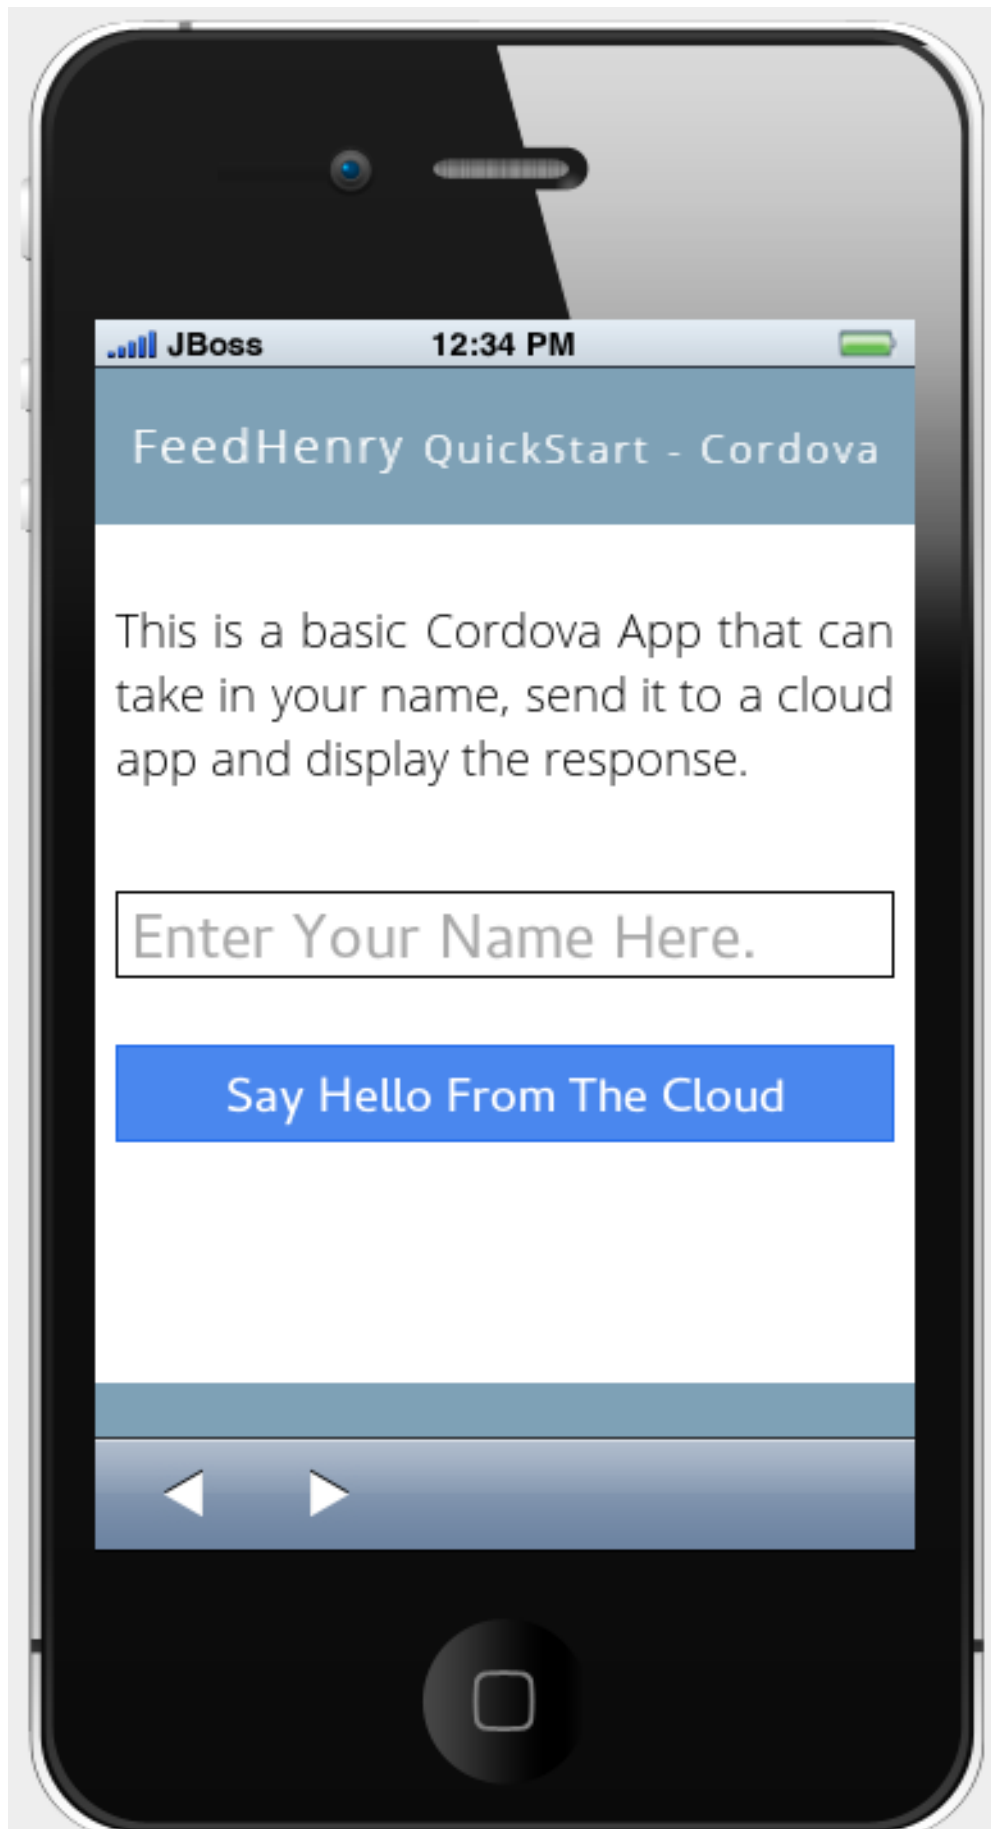 JBoss 12:34 PM
FeedHenry QuickStart - Cordova
This is a basic Cordova App that can
take in your name, send it to a cloud
app and display the response.
Enter Your Name Here.
Say Hello From The Cloud